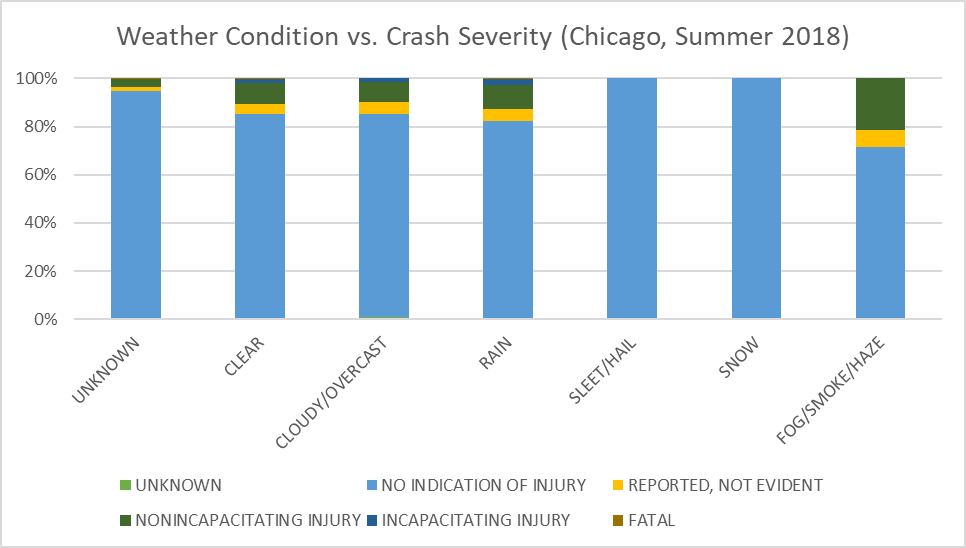 Weather Condition vs. Crash Severity (Chicago, Summer 2018)
100%
80%
60%
40%
20%
0%
UNKNOWN
CLEAR
CLOUDY/OVERCAST
RAIN
SLEET/HAIL
SNOW
FOG/SMOKE/HAZE
UNKNOWN NO INDICATION OF INJURY REPORTED, NOT EVIDENT
NONINCAPACITATING INJURY INCAPACITATING INJURY FATAL